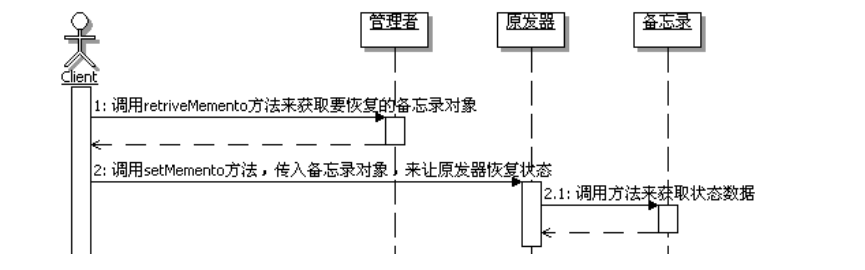 管理者
原发器
备忘录
Client
1: 调用retriveMemento方法来获取要恢复的备忘录对象
2: 调用setMemento方法，传入备忘录对象，来让原发器恢复状态
2.1: 调用方法来获取状态数据